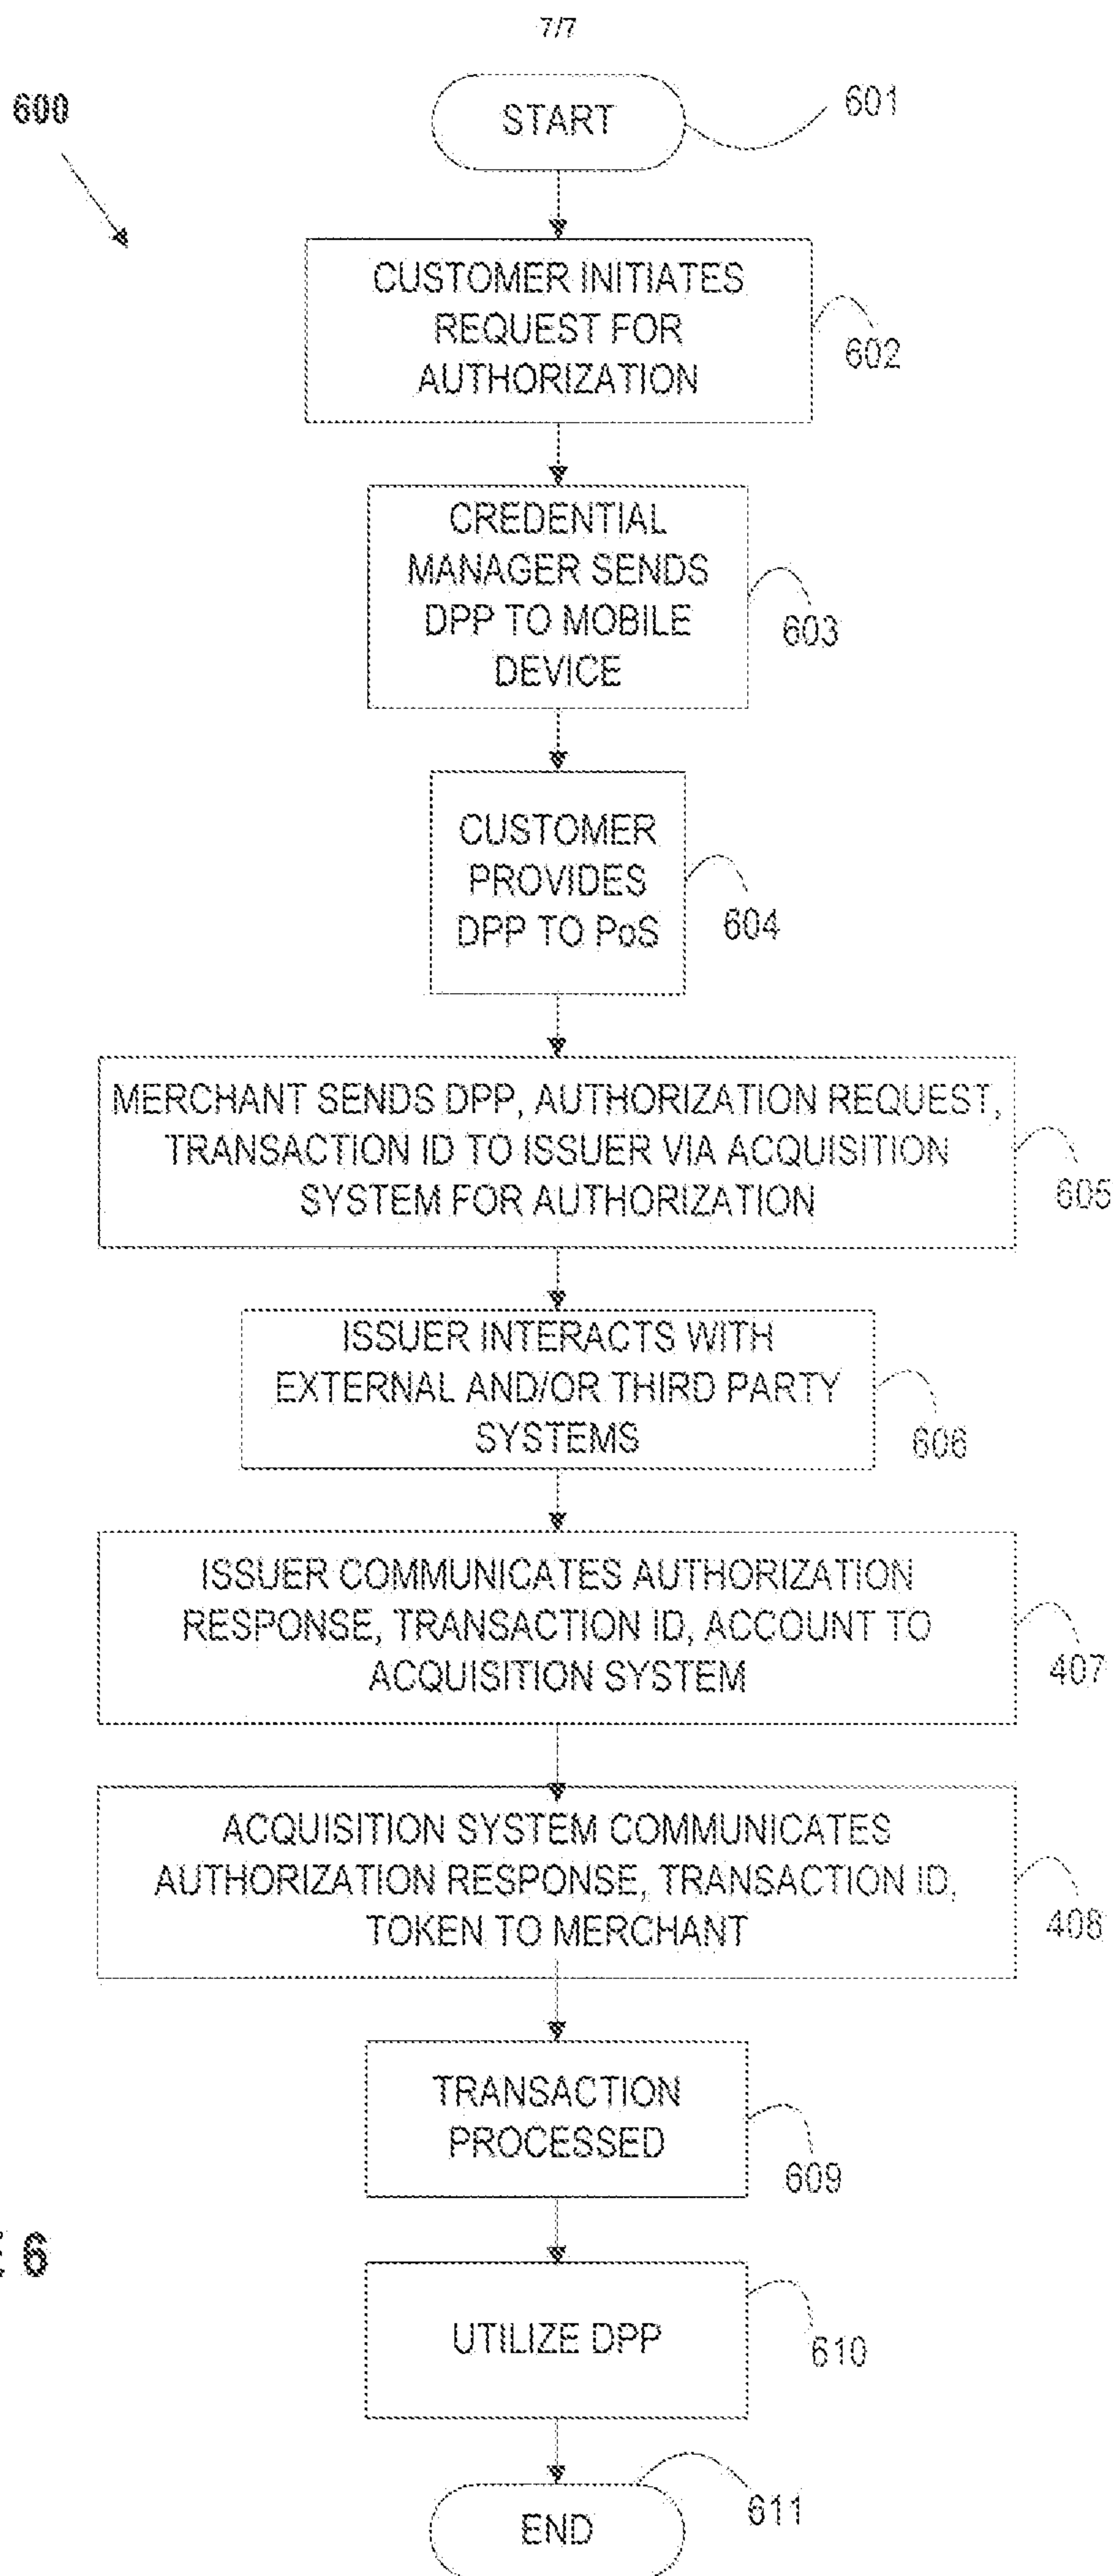 7/7
600
START
601
CUSTOMER INITIATES
REQUEST FOR
AUTHORIZATION
602
CREDENTIAL
MANAGER SENDS
DPP TO MOBILE
DEVICE
603
CUSTOMER
PROVIDES
DPP TO PoS
604
MERCHANT SENDS DPP, AUTHORIZATION REQUEST,
TRANSACTION ID TO ISSUER VIA ACQUISITION
SYSTEM FOR AUTHORIZATION
605
ISSUER INTERACTS WITH
EXTERNAL AND/OR THIRD PARTY
SYSTEMS
606
ISSUER COMMUNICATES AUTHORIZATION
RESPONSE, TRANSACTION ID, ACCOUNT TO
ACQUISITION SYSTEM
407
ACQUISITION SYSTEM COMMUNICATES
AUTHORIZATION RESPONSE, TRANSACTION ID,
TOKEN TO MERCHANT
408
TRANSACTION
PROCESSED
609
E 6
UTILIZE DPP
610
END
611